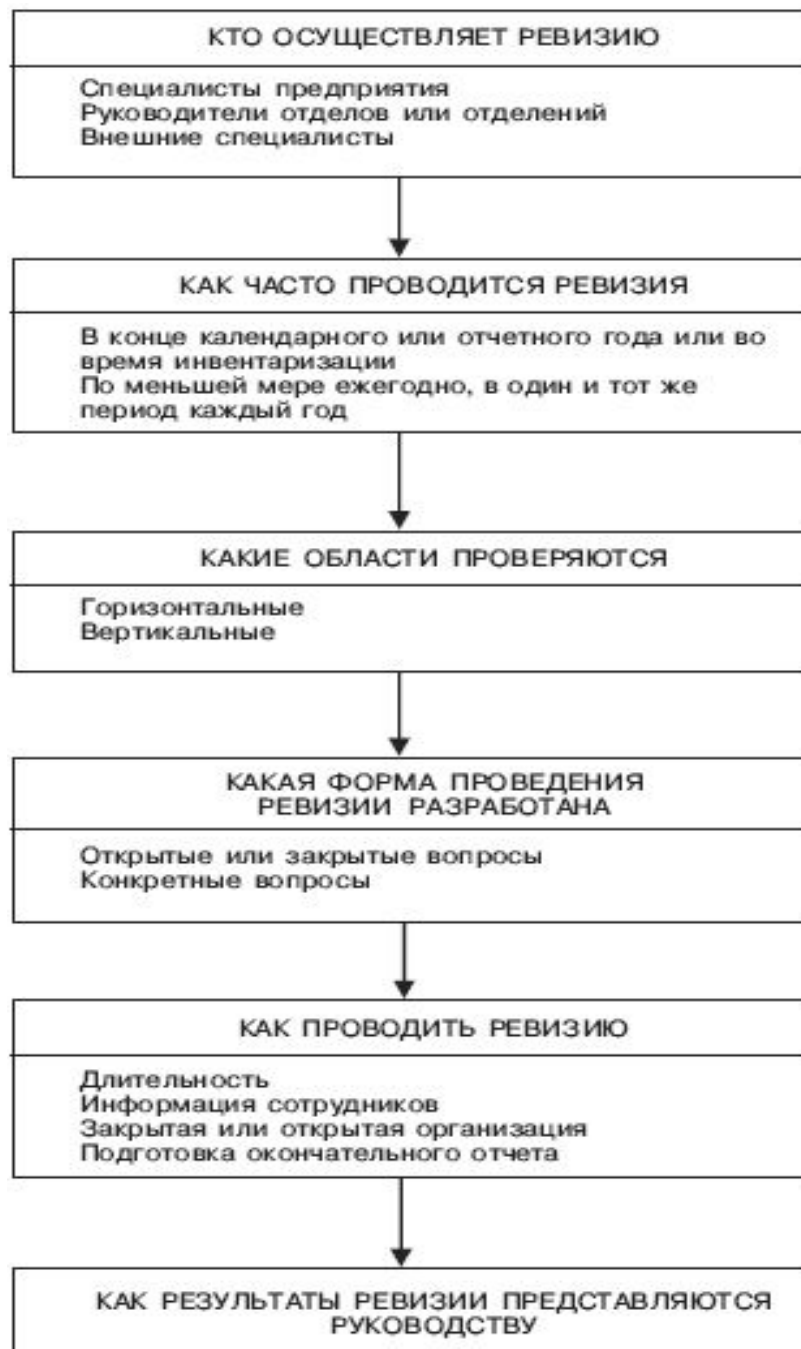 КТО ОСУЩЕСТВЛЯЕТ РЕВИЗИЮ
Специалисты предприятия
Руководители отделов или отделений
Внешние специалисты
КАК ЧАСТО ПРОВОДИТСЯ РЕВИЗИЯ
В конце календарного или отчетного года или во
время инвентаризации
По меньшей мере ежегодно, в один и тот же
период каждый год
КАКИЕ ОБЛАСТИ ПРОВЕРЯЮТСЯ
Горизонтальные
Вертикальные
КАКАЯ ФОРМА ПРОВЕДЕНИЯ
РЕВИЗИИ РАЗРАБОТАНА
Открытые или закрытые вопросы
Конкретные вопросы
КАК ПРОВОДИТЬ РЕВИЗИЮ
Длительность
Информация сотрудников
Закрытая или открытая организация
Подготовка окончательного отчета
КАК РЕЗУЛЬТАТЫ РЕВИЗИИ ПРЕДСТАВЛЯЮТСЯ
РУКОВОДСТВУ